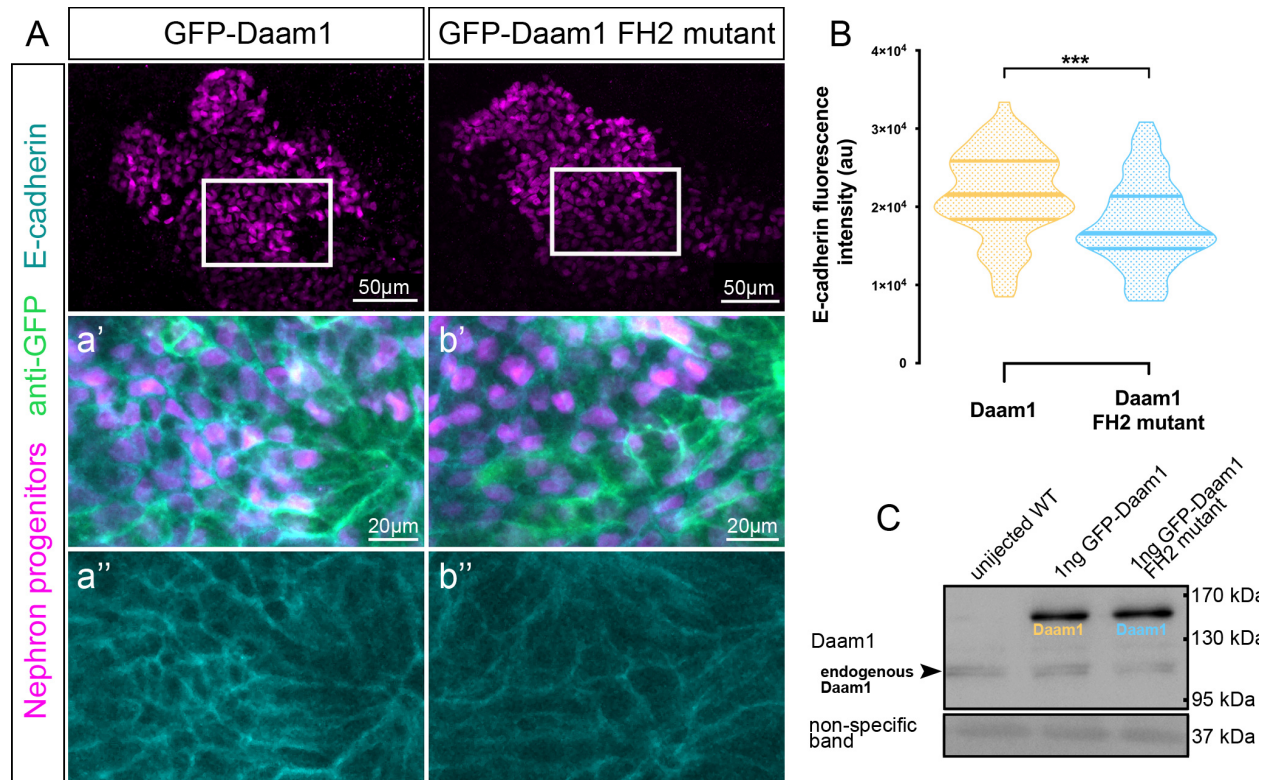 A
GFP-Daam1
GFP-Daam1 FH2 mutant
Nephron progenitors anti-GFP E-cadherin
50µm
50µm
a’
b’
20µm
20µm
a’’
b’’
B
4×10⁴
3×10⁴
2×10⁴
1×10⁴
0
E-cadherin fluorescence
intensity (au)
***
Daam1
Daam1
FH2 mutant
C
unijected WT
1ng GFP-Daam1
1ng GFP-Daam1
FH2 mutant
170 kDa
Daam1
Daam1
130 kDa
Daam1
endogenous
Daam1
95 kDa
non-specific
band
37 kDa